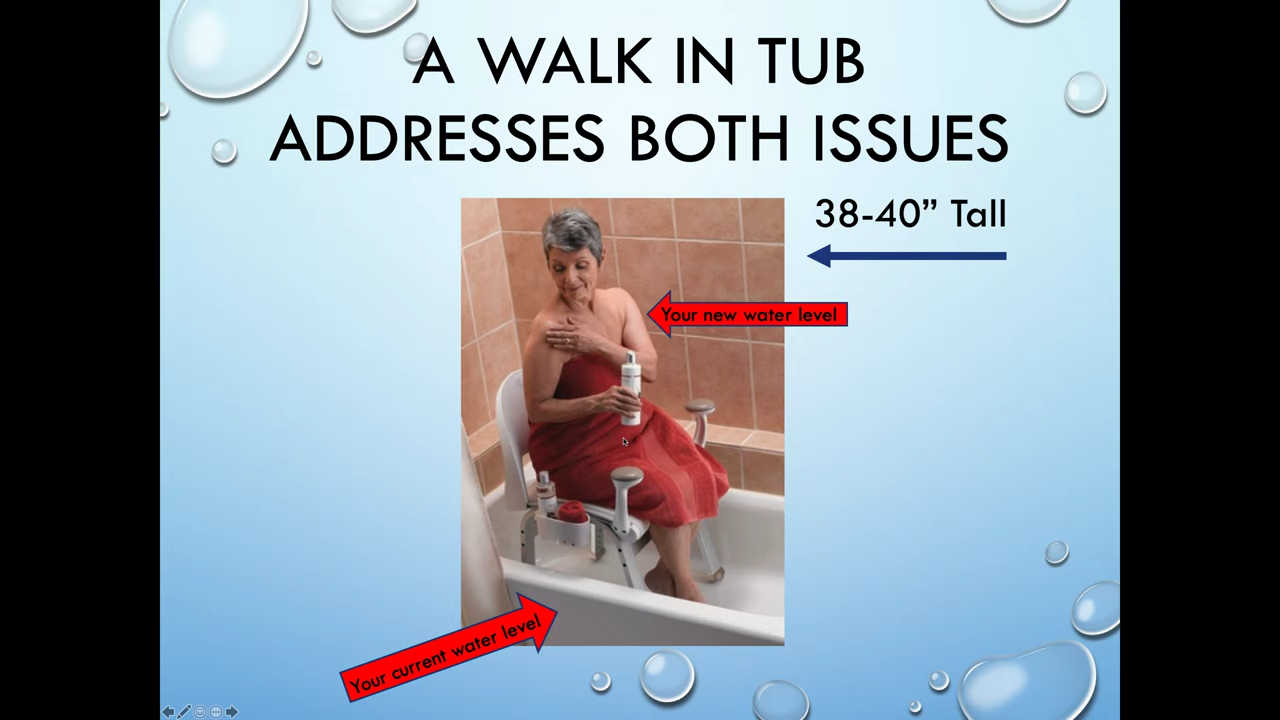 A WALK IN TUB
ADDRESSES BOTH ISSUES
38-40” Tall
Your new water level
Your current water level